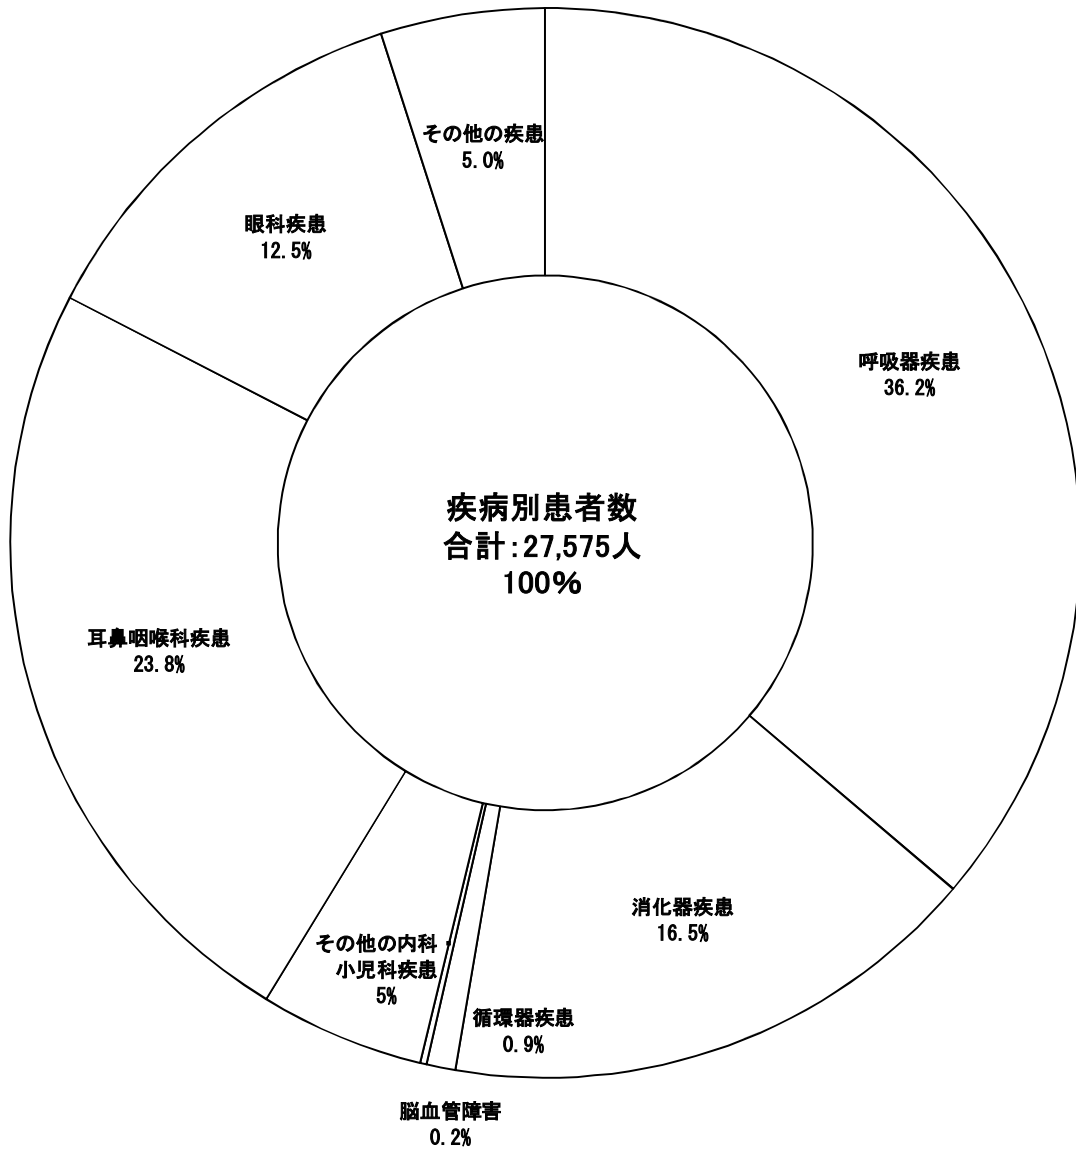 その他の疾患
5.0%
眼科疾患
12.5%
呼吸器疾患
36.2%
疾病別患者数
合計:27,575人
100%
耳鼻咽喉科疾患
23.8%
消化器疾患
16.5%
その他の内科・
小児科疾患
5%
循環器疾患
0.9%
脳血管障害
0.2%